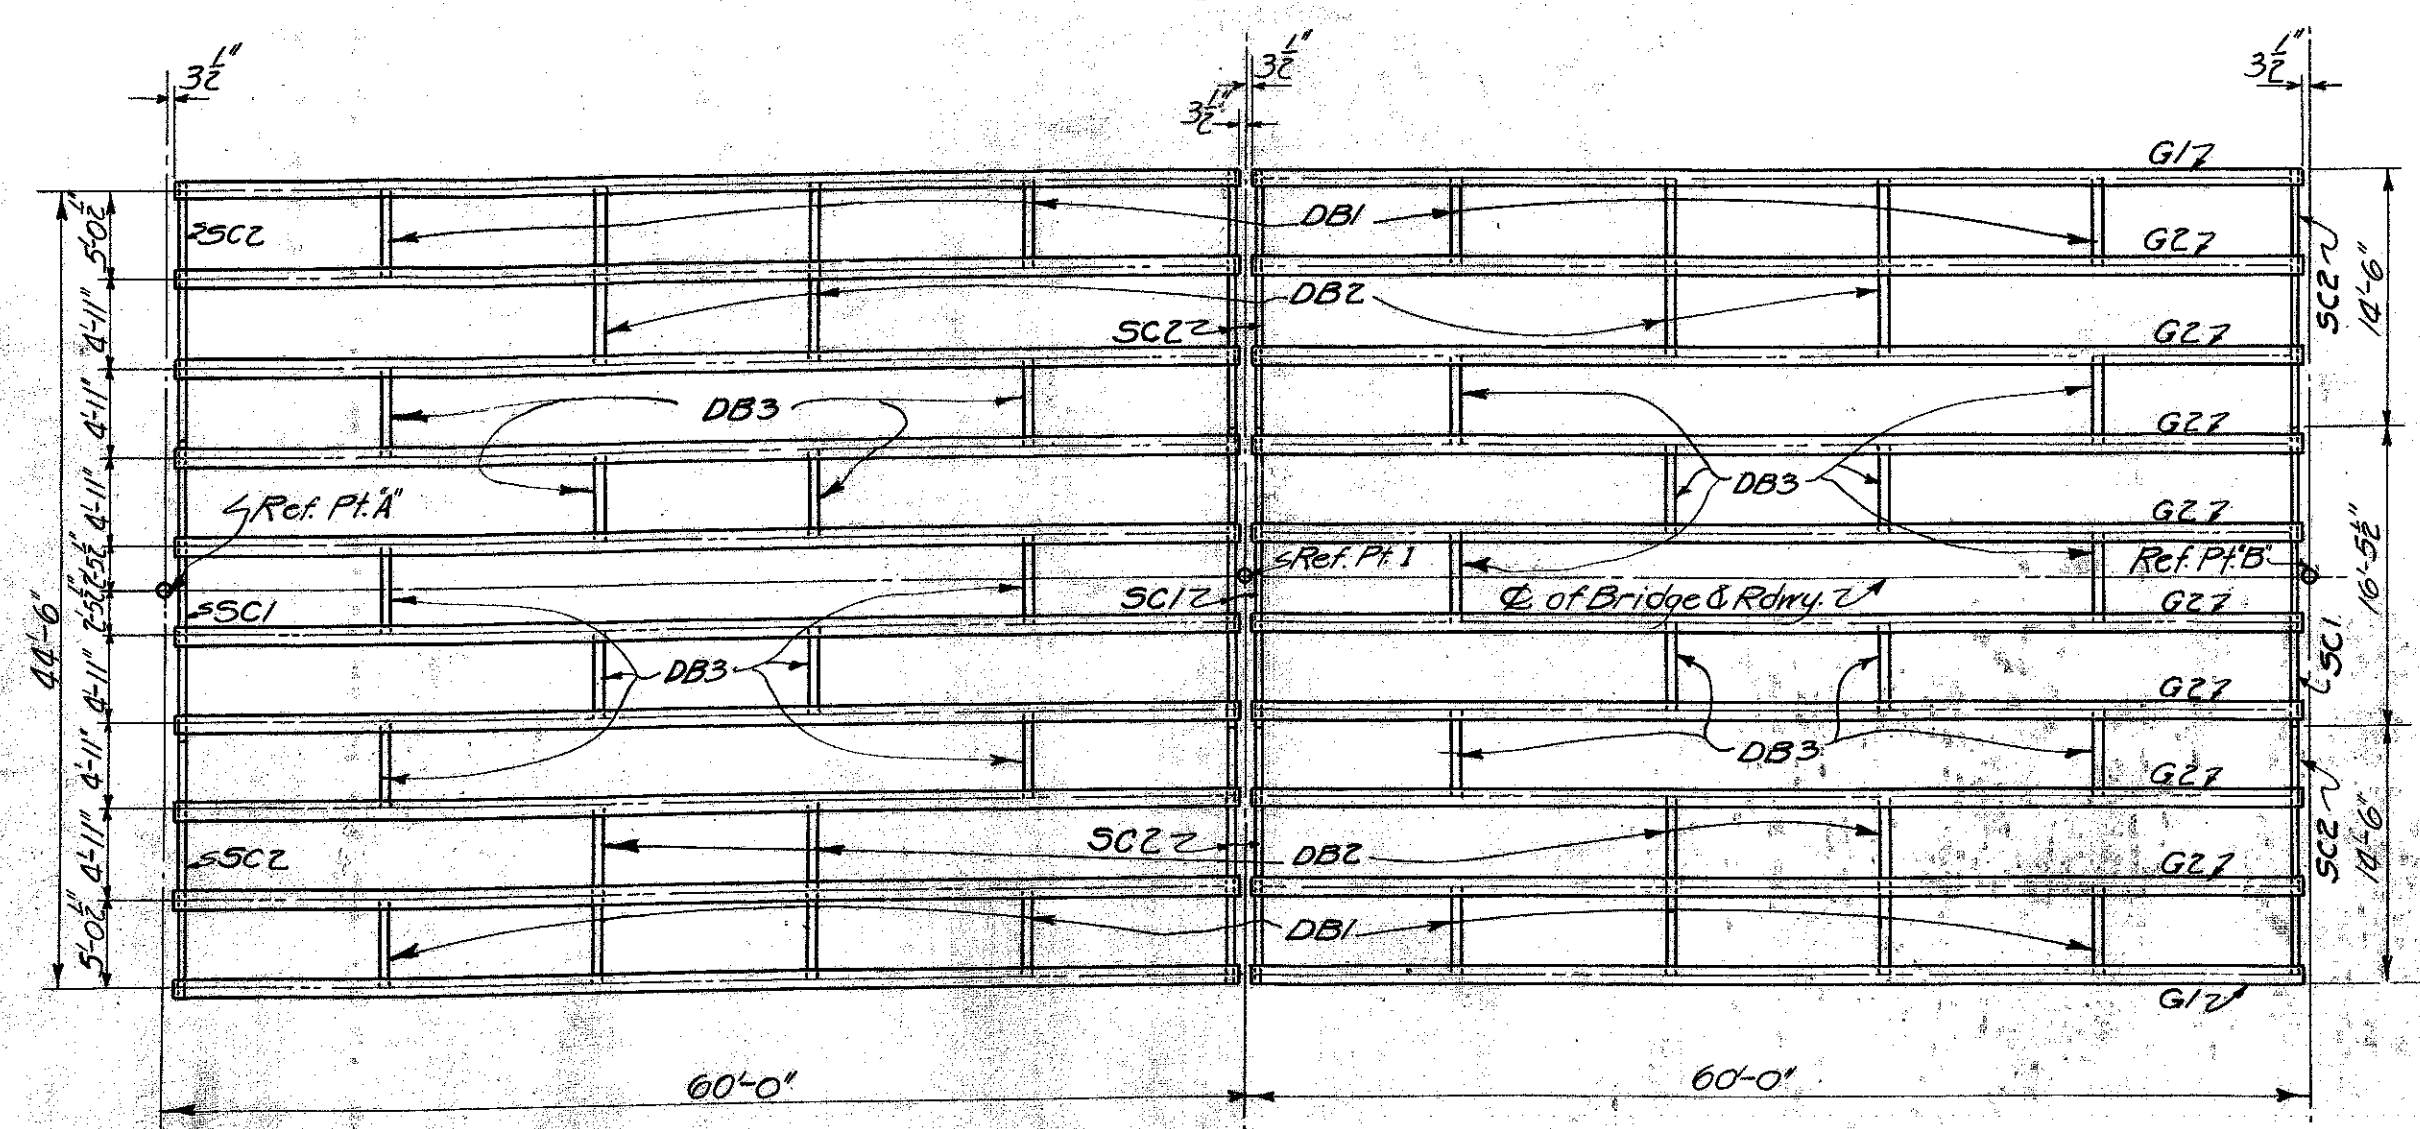 3½"
3½"
3½"
3½"
G1
DB1
SC2
G2
5'-0½"
SC2
14'-6"
DB2
SC2
G2
4'-11"
DB3
4'-11"
G2
DB3
4'-11"
Ref. Pt. "A"
G2
2'-5½"
Ref. Pt. 1
Ref. Pt. "B"
16'-5½"
SC1
SC1
℄ of Bridge & Rdwy.
G2
2'-5½"
44'-6"
SC1
DB3
4'-11"
G2
DB3
4'-11"
G2
SC2
SC2
DB2
G2
SC2
14'-6"
4'-11"
DB1
5'-0½"
G1
60'-0"
60'-0"